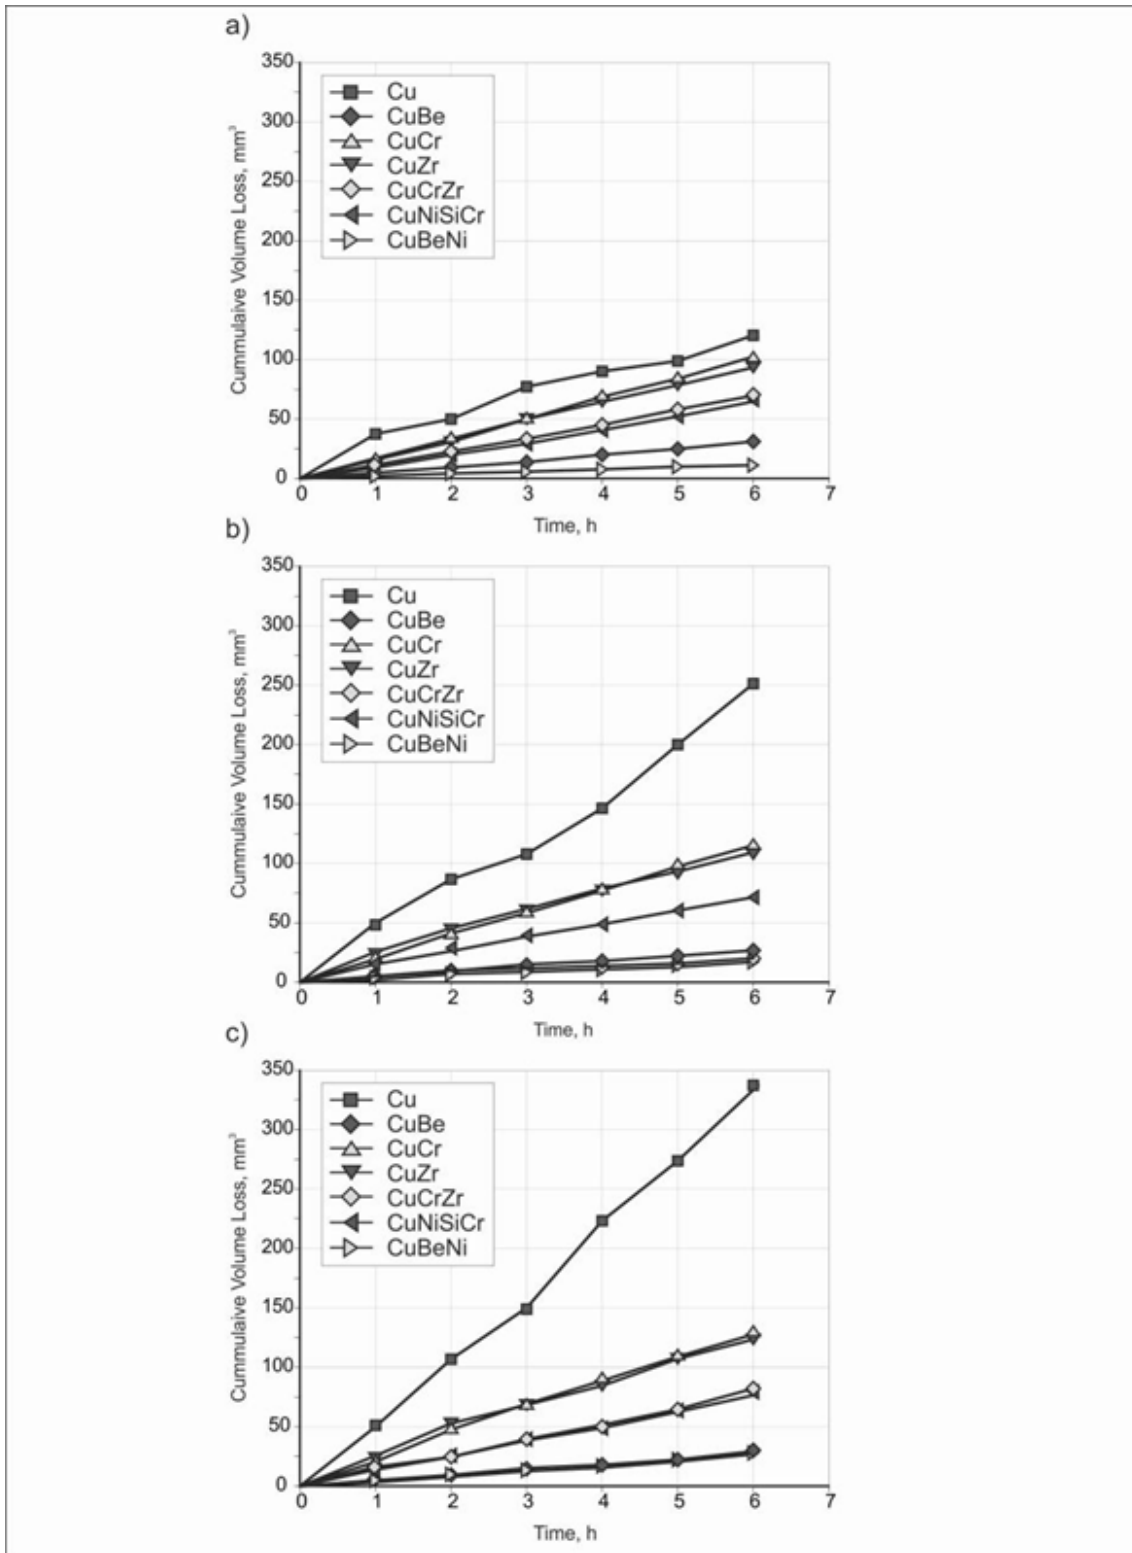 a)
350
300
250
200
150
100
50
0
Cummulaive Volume Loss, mm³
Cu
CuBe
CuCr
CuZr
CuCrZr
CuNiSiCr
CuBeNi
0 1 2 3 4 5 6 7
Time, h
b)
350
300
250
200
150
100
50
0
Cummulaive Volume Loss, mm³
Cu
CuBe
CuCr
CuZr
CuCrZr
CuNiSiCr
CuBeNi
0 1 2 3 4 5 6 7
Time, h
c)
350
300
250
200
150
100
50
0
Cummulaive Volume Loss, mm³
Cu
CuBe
CuCr
CuZr
CuCrZr
CuNiSiCr
CuBeNi
0 1 2 3 4 5 6 7
Time, h